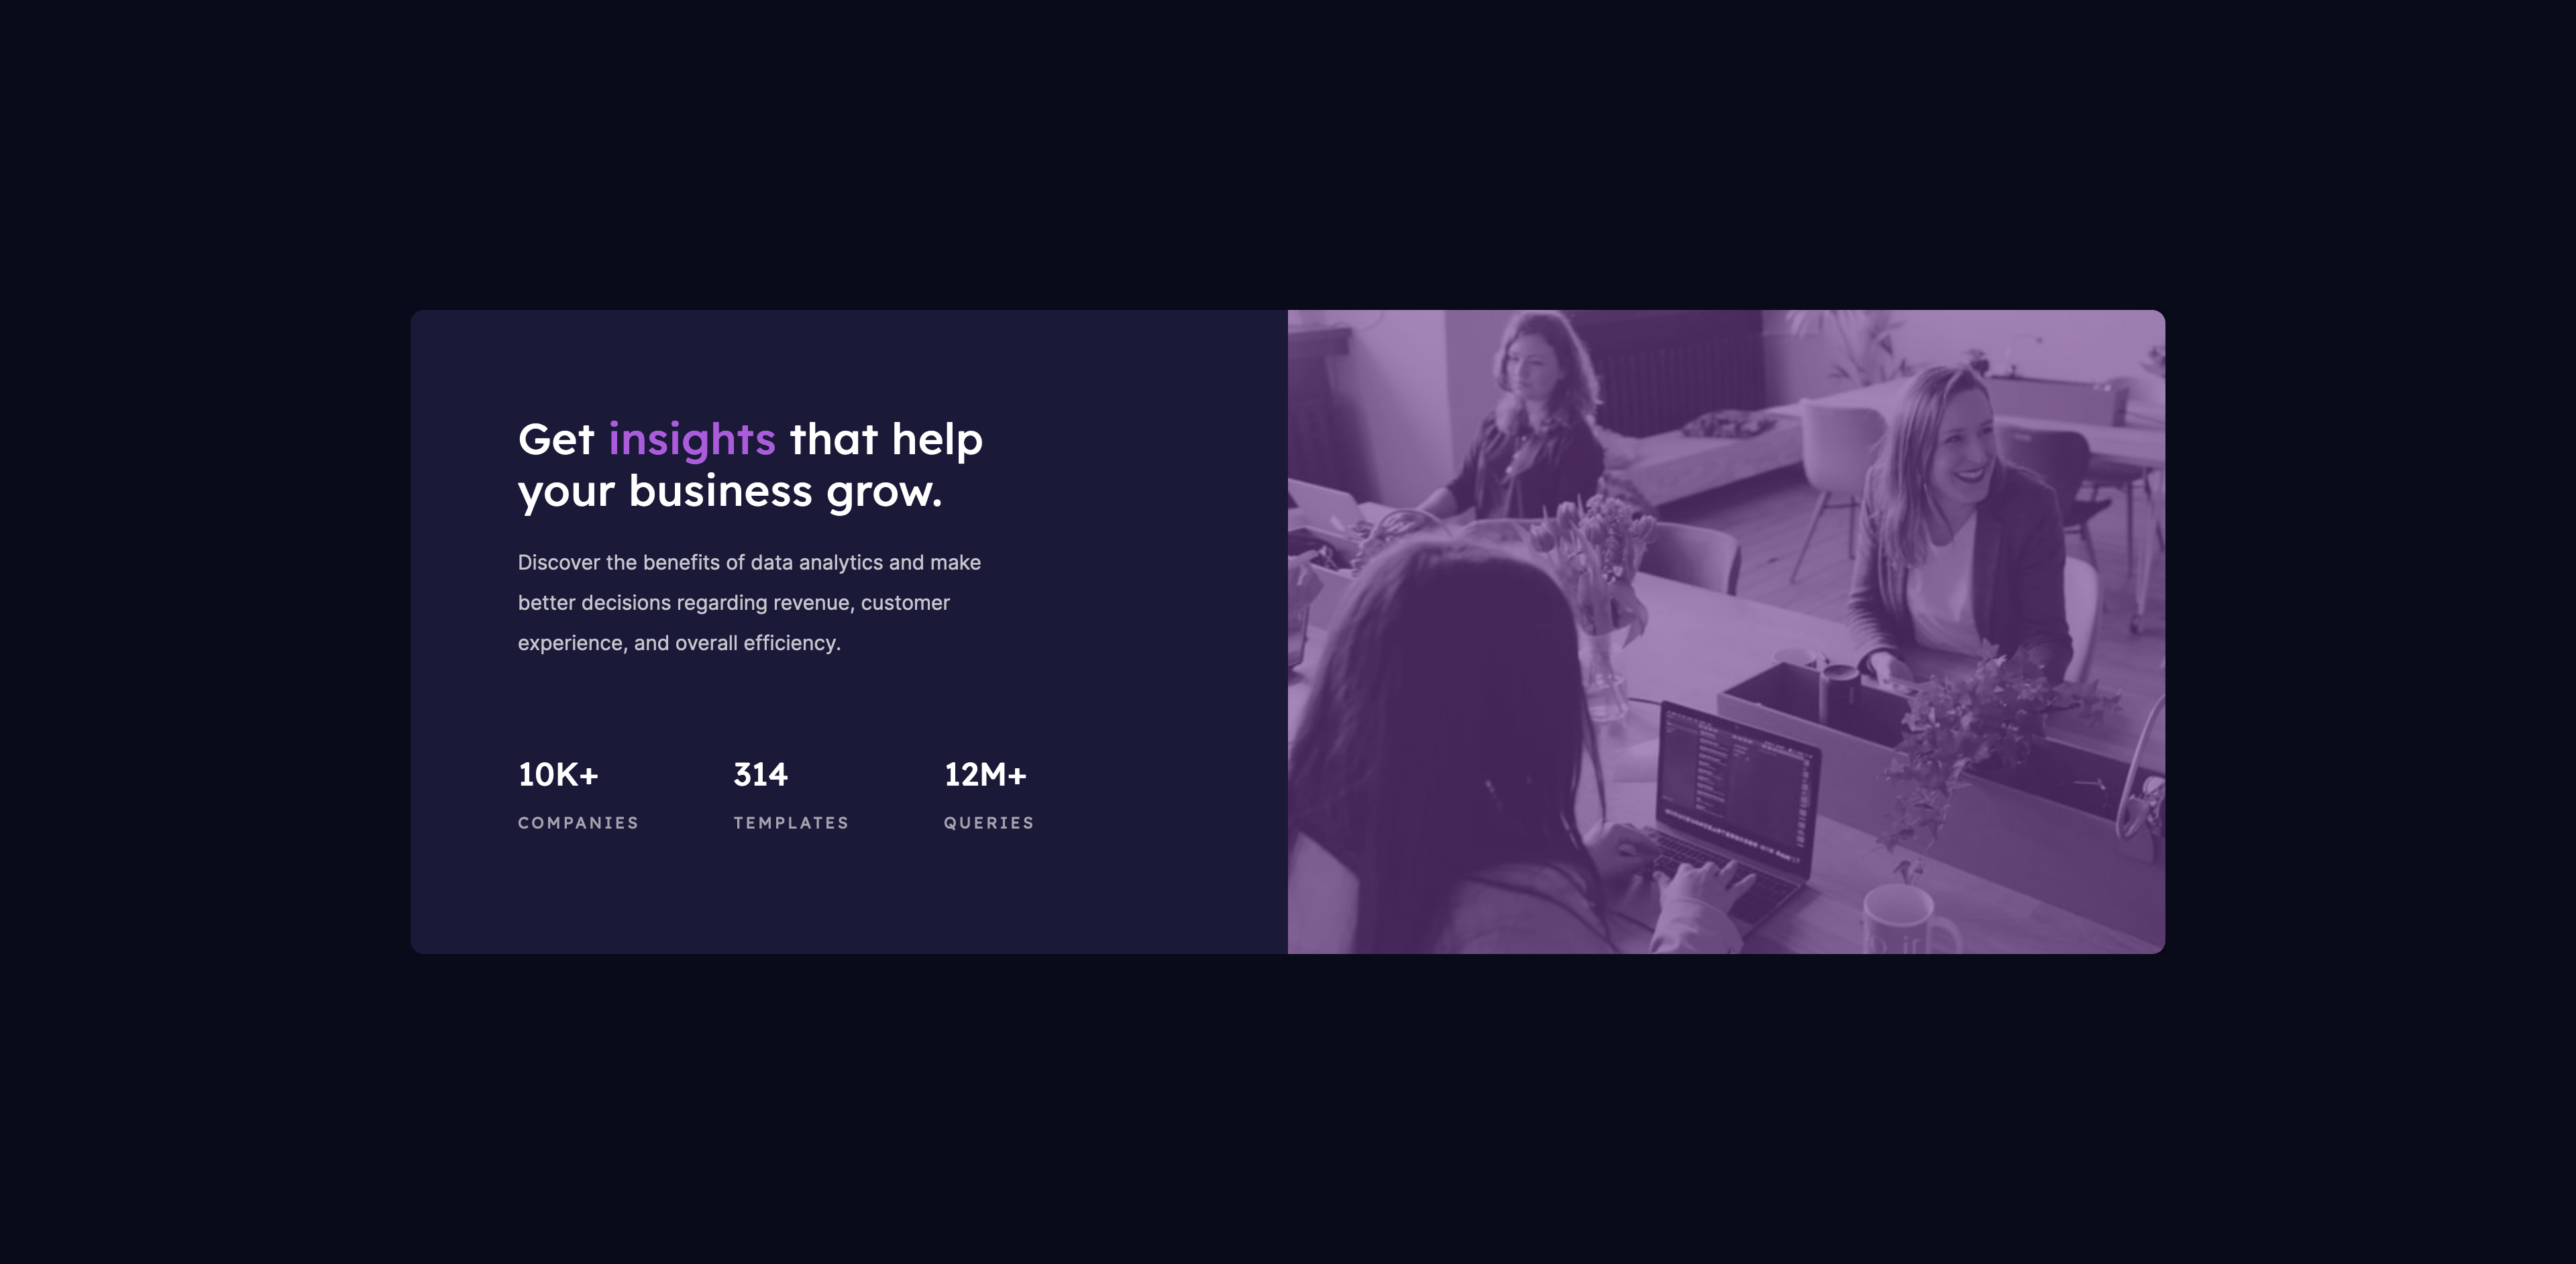 Get insights that help
your business grow.
Discover the benefits of data analytics and make
better decisions regarding revenue, customer
experience, and overall efficiency.
10K+ 314 12M+
COMPANIES TEMPLATES QUERIES